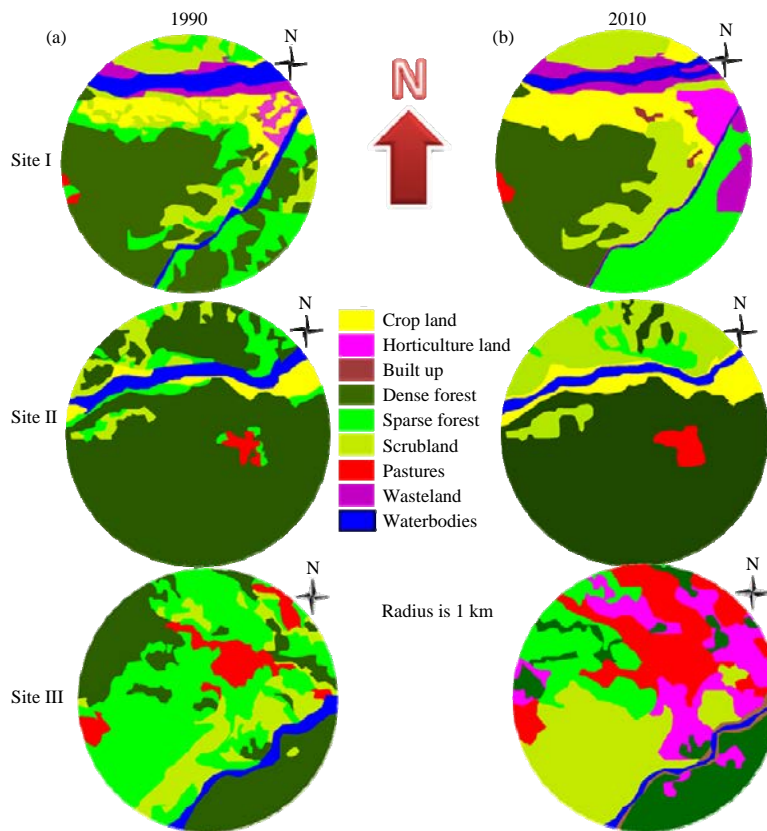 1990
2010
(a)
N
(b)
N
N
Site I
N
N
Crop land
Horticulture land
Built up
Dense forest
Sparse forest
Scrubland
Pastures
Wasteland
Waterbodies
Site II
N
N
Radius is 1 km
Site III